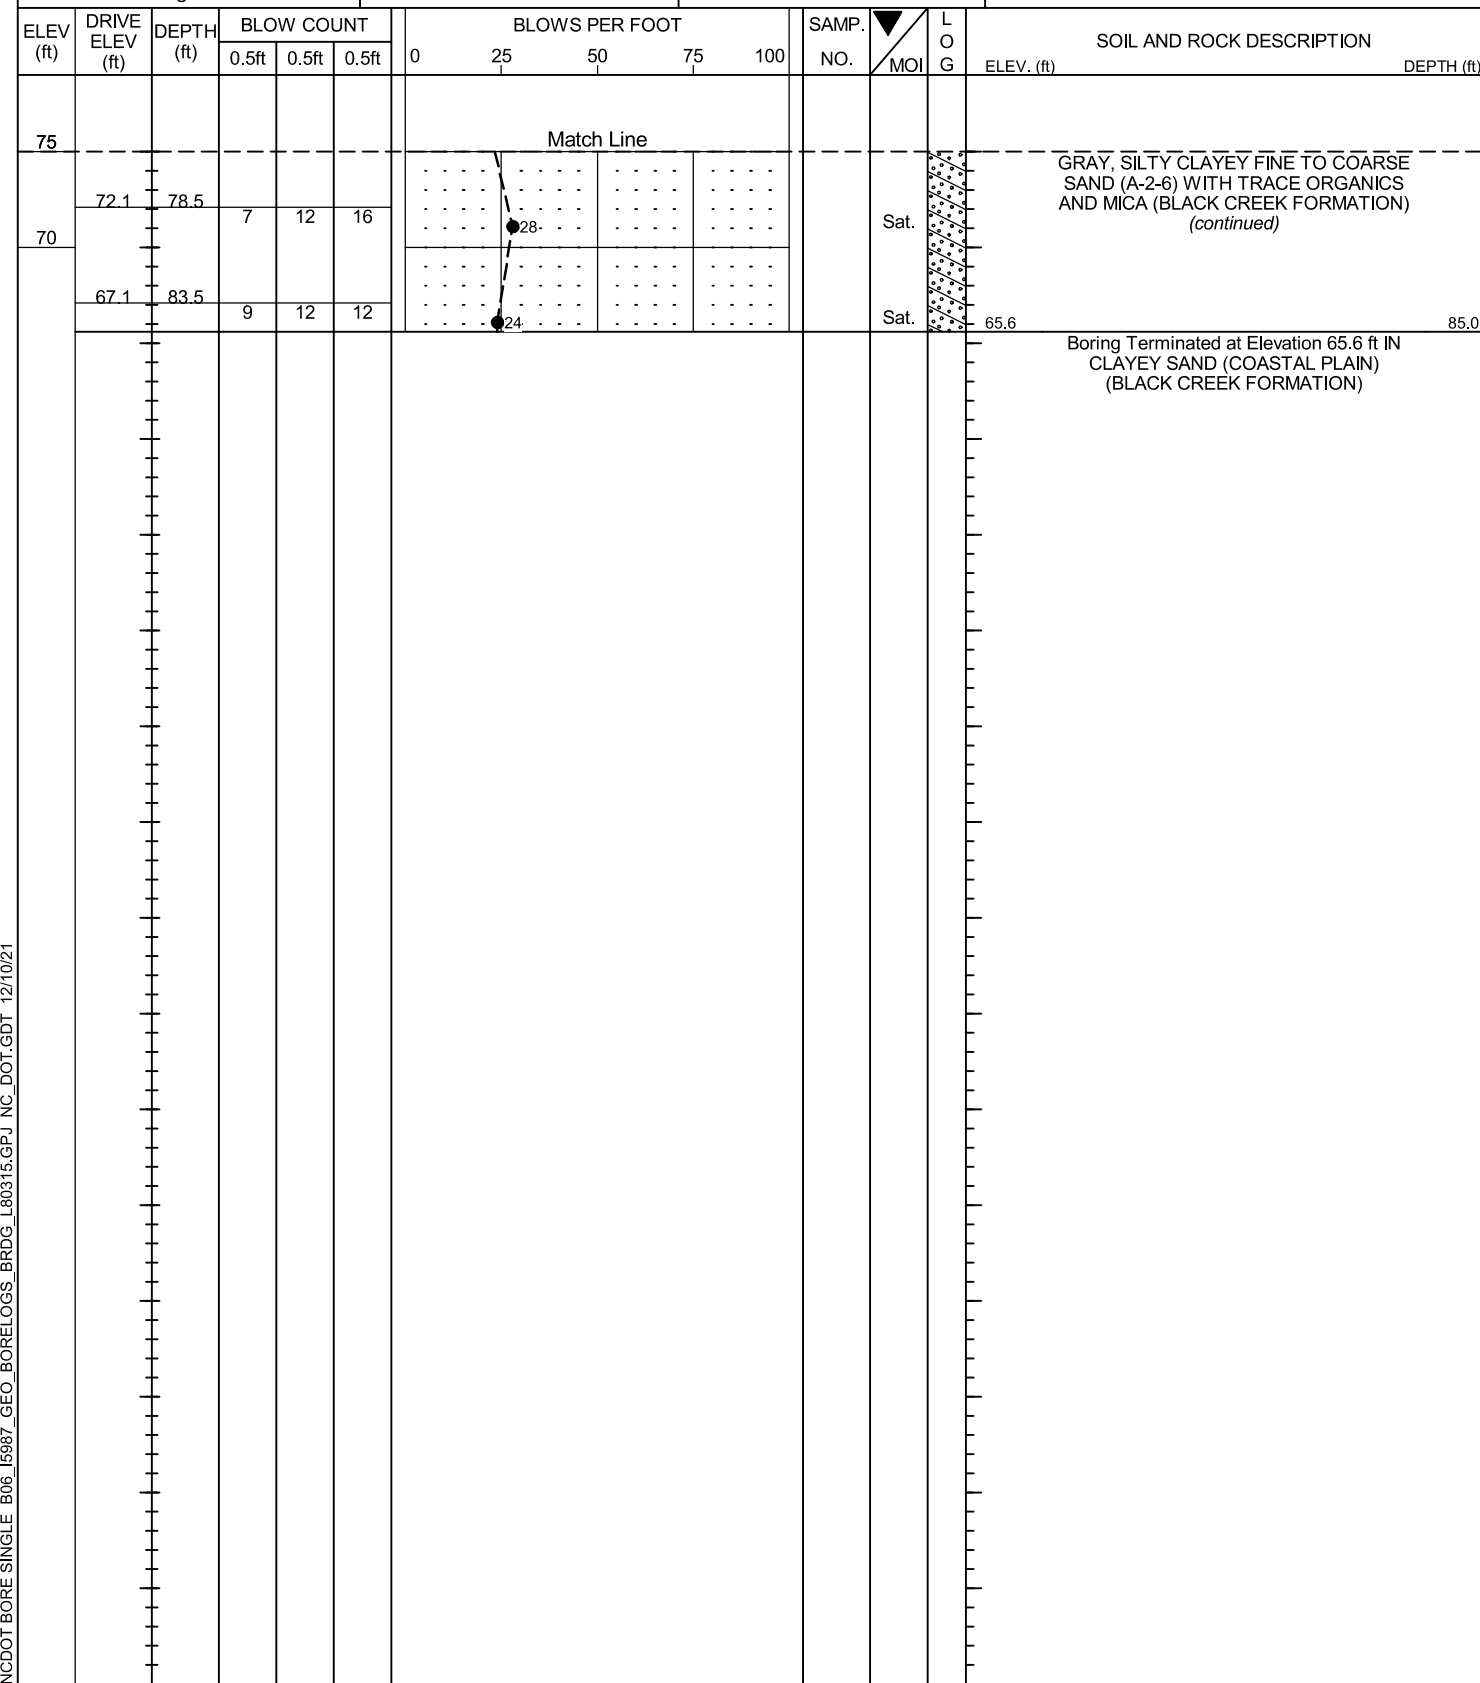 ELEV (ft)
DRIVE ELEV (ft)
DEPTH (ft)
BLOW COUNT
0.5ft 0.5ft 0.5ft
BLOWS PER FOOT
0 25 50 75 100
SAMP. NO.
MOI
L O G
SOIL AND ROCK DESCRIPTION
ELEV. (ft) DEPTH (ft)
75
Match Line
GRAY, SILTY CLAYEY FINE TO COARSE
SAND (A-2-6) WITH TRACE ORGANICS
AND MICA (BLACK CREEK FORMATION)
(continued)
72.1 78.5 7 12 16 28 Sat.
70
67.1 83.5 9 12 12 24 Sat.
65.6 85.0
Boring Terminated at Elevation 65.6 ft IN
CLAYEY SAND (COASTAL PLAIN)
(BLACK CREEK FORMATION)
NCDOT BORE SINGLE B06_I5987_GEO_BORELOGS_BRDG_L80315.GPJ NC_DOT.GDT 12/10/21